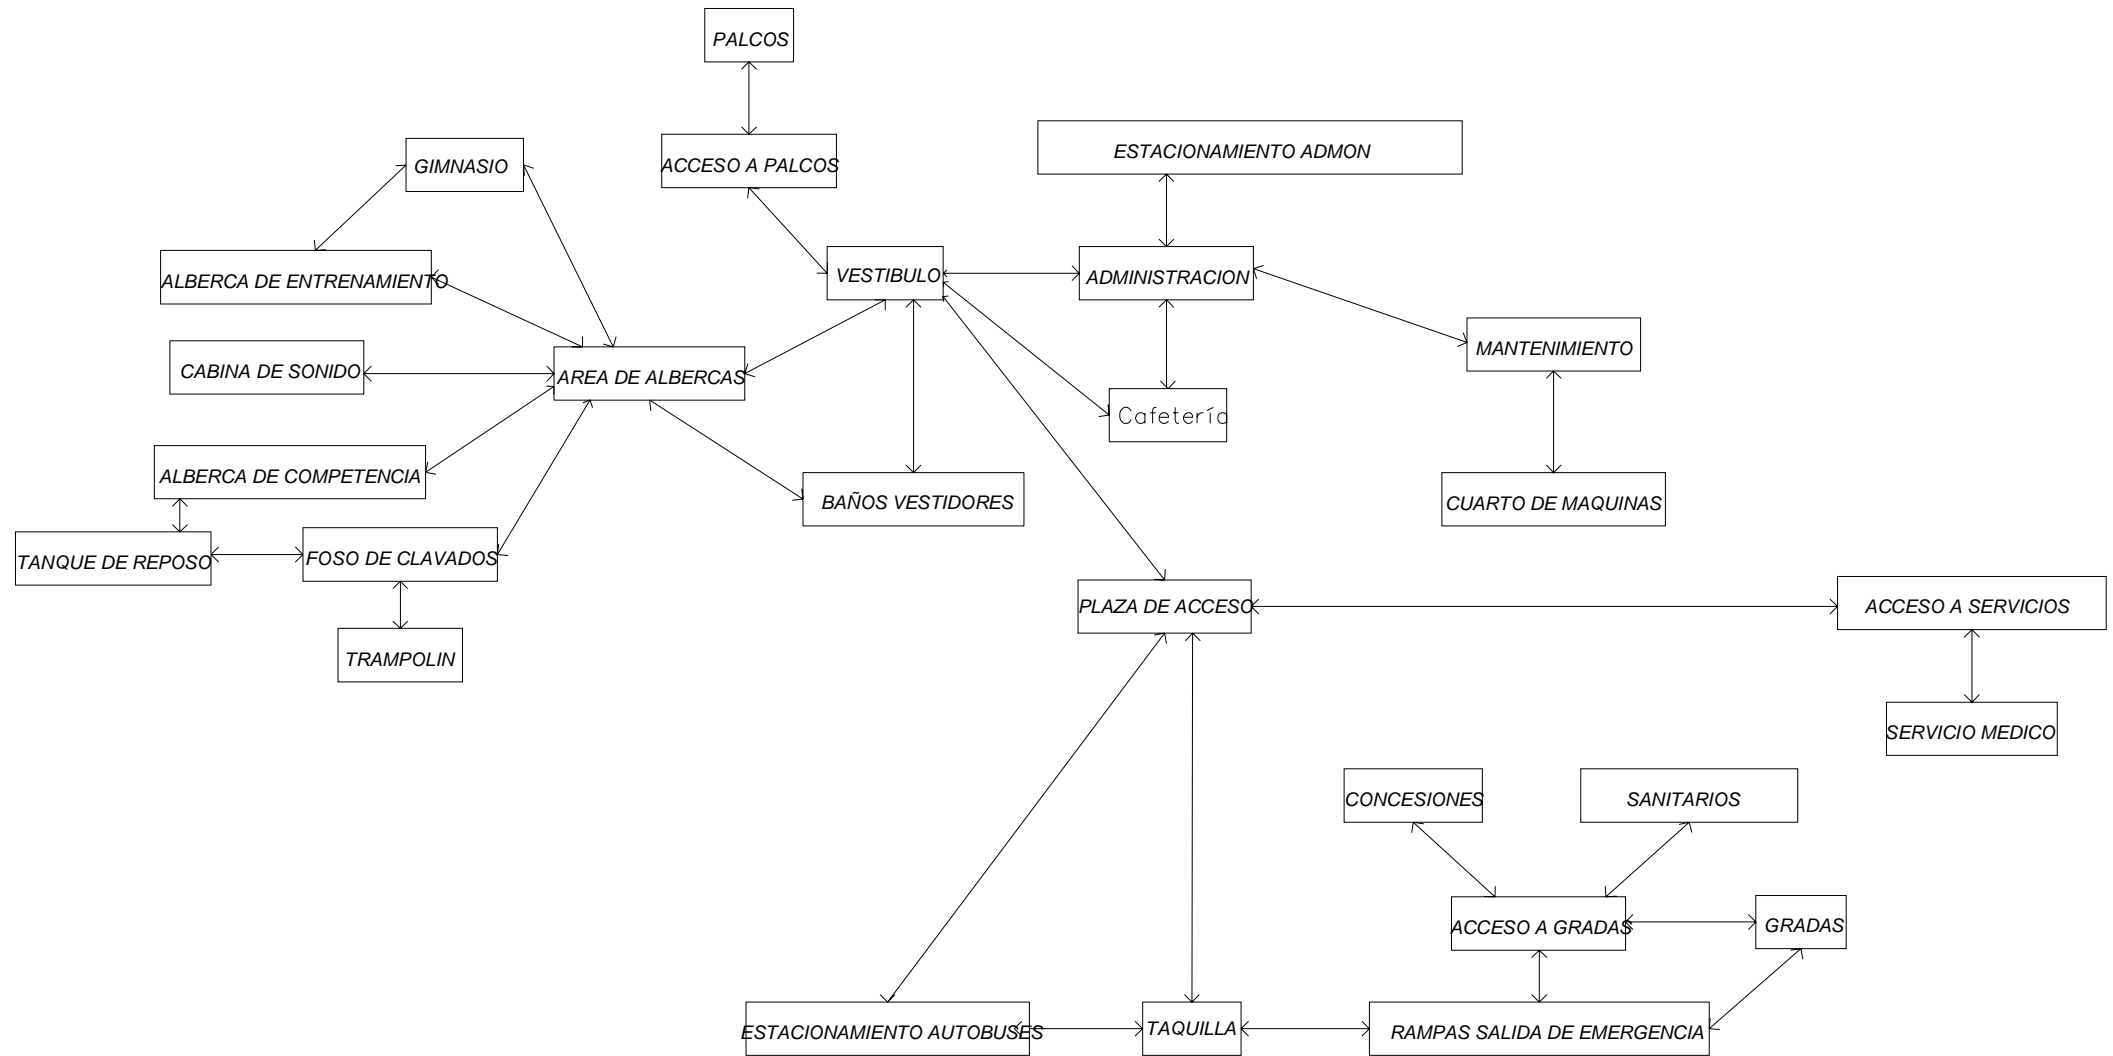 PALCOS
ESTACIONAMIENTO ADMON
GIMNASIO
ACCESO A PALCOS
ALBERCA DE ENTRENAMIENTO
VESTIBULO
ADMINISTRACION
MANTENIMIENTO
CABINA DE SONIDO
AREA DE ALBERCAS
Cafetería
ALBERCA DE COMPETENCIA
BAÑOS VESTIDORES
CUARTO DE MAQUINAS
TANQUE DE REPOSO
FOSO DE CLAVADOS
PLAZA DE ACCESO
ACCESO A SERVICIOS
TRAMPOLIN
SERVICIO MEDICO
CONCESIONES
SANITARIOS
ACCESO A GRADAS
GRADAS
ESTACIONAMIENTO AUTOBUSES
TAQUILLA
RAMPAS SALIDA DE EMERGENCIA